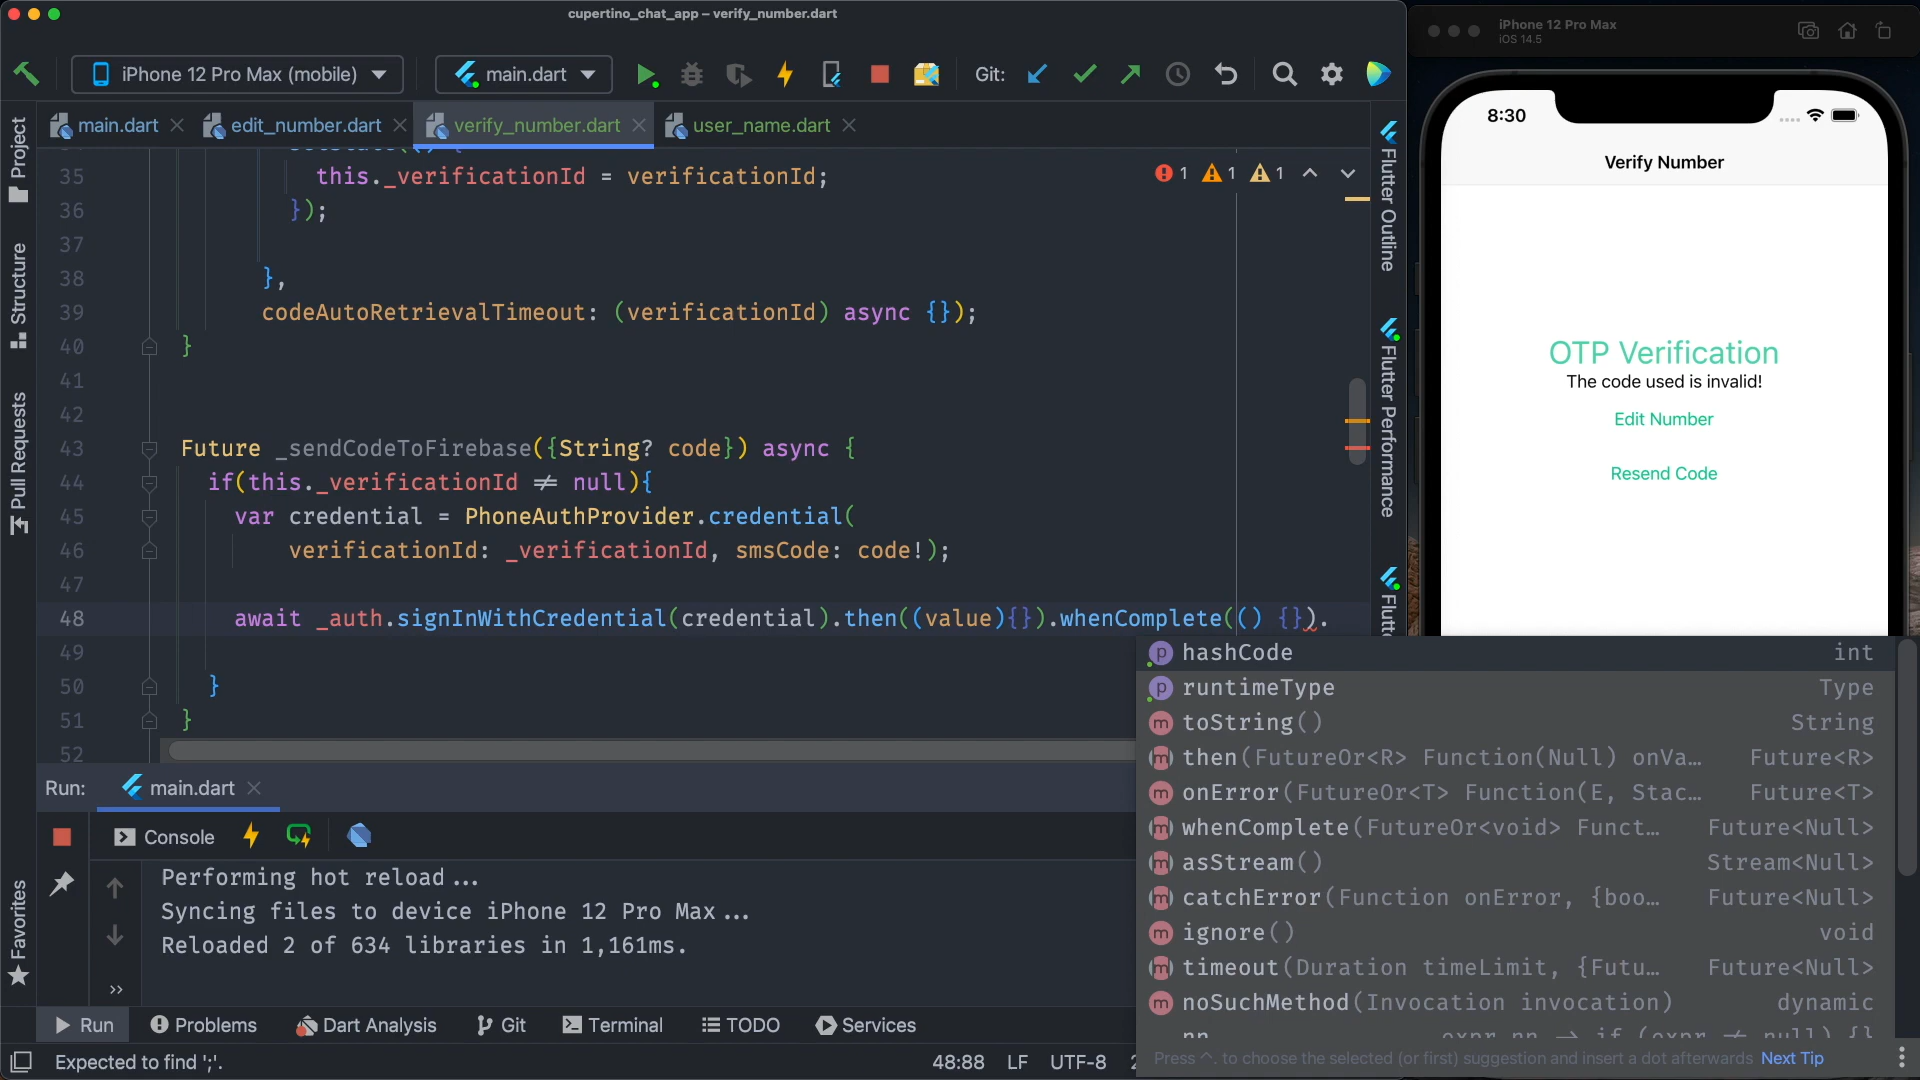 cupertino_chat_app – verify_number.dart
iPhone 12 Pro Max (mobile)
main.dart
Git:
main.dart
edit_number.dart
verify_number.dart
user_name.dart
Project
Structure
Pull Requests
Favorites
1 1 1
35 this._verificationId = verificationId;
36 });
37
38 },
39 codeAutoRetrievalTimeout: (verificationId) async {});
40 }
41
42
43 Future _sendCodeToFirebase({String? code}) async {
44 if(this._verificationId ≠ null){
45 var credential = PhoneAuthProvider.credential(
46 verificationId: _verificationId, smsCode: code!);
47
48 await _auth.signInWithCredential(credential).then((value){}).whenComplete(() {}).
49
50 }
51 }
52
Flutter Outline
Flutter Performance
hashCode int
runtimeType Type
toString() String
then(FutureOr<R> Function(Null) onVa… Future<R>
onError(FutureOr<T> Function(E, Stac… Future<T>
whenComplete(FutureOr<void> Funct… Future<Null>
asStream() Stream<Null>
catchError(Function onError, {boo… Future<Null>
ignore() void
timeout(Duration timeLimit, {Futu… Future<Null>
noSuchMethod(Invocation invocation) dynamic
nn expr nn → if (expr ≠ null) {}
Press ^. to choose the selected (or first) suggestion and insert a dot afterwards Next Tip
Run: main.dart
Console
Performing hot reload...
Syncing files to device iPhone 12 Pro Max...
Reloaded 2 of 634 libraries in 1,161ms.
Run
Problems
Dart Analysis
Git
Terminal
TODO
Services
Expected to find ';'.
48:88 LF UTF-8
iPhone 12 Pro Max
iOS 14.5
8:30
Verify Number
OTP Verification
The code used is invalid!
Edit Number
Resend Code